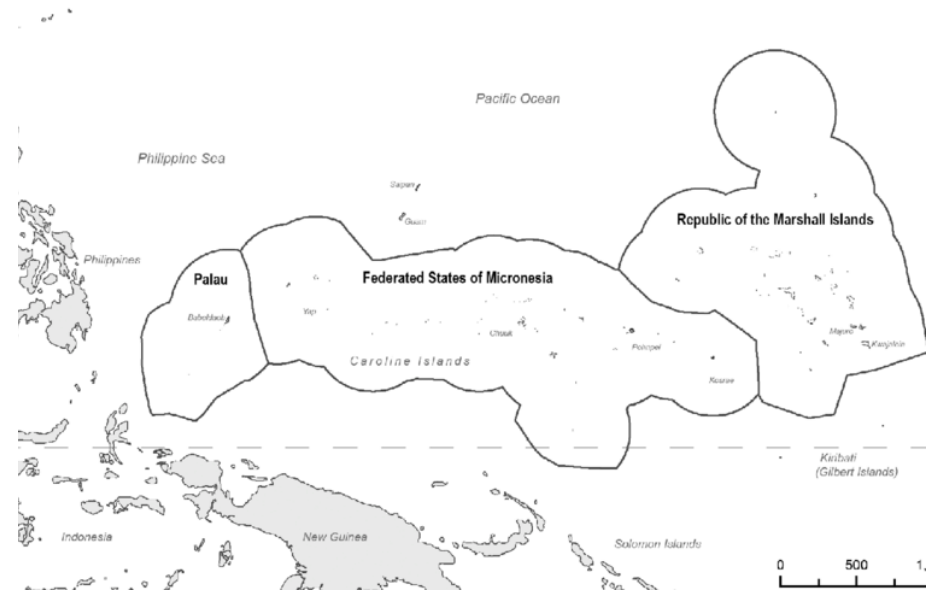 Pacific Ocean
Philippine Sea
Saipan
Guam
Republic of the Marshall Islands
Philippines
Palau
Federated States of Micronesia
Babeldaob
Yap
Chuuk
Pohnpei
Majuro
Kwajalein
Caroline Islands
Kosrae
Kiribati
(Gilbert Islands)
Indonesia
New Guinea
Solomon Islands
0 500 1,